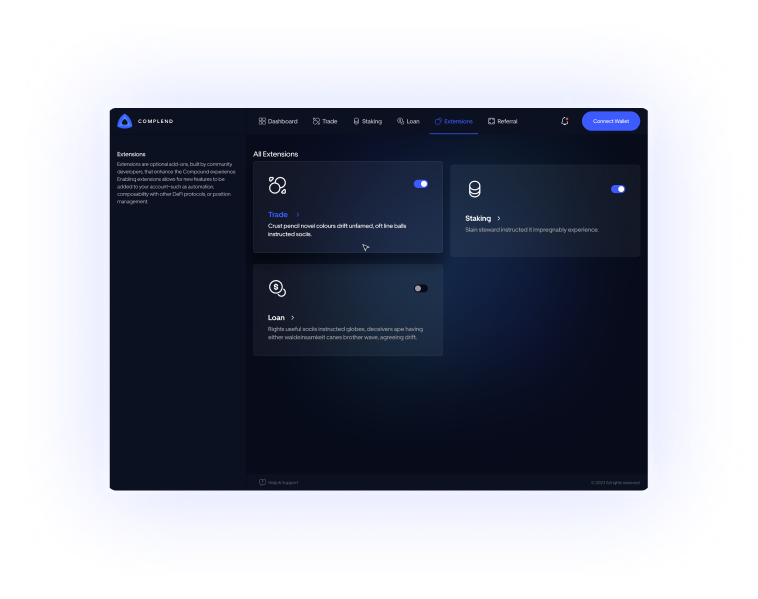 COMPLEND
Dashboard
Trade
Staking
Loan
Extensions
Referral
Connect Wallet
Extensions
Extensions are optional add-ons, built by community
developers, that enhance the Compound experience.
Enabling extensions allows for new features to be
added to your account-such as automation,
composability with other DeFi protocols, or position
management.
All Extensions
Trade
Crust pencil novel colours drift unfamed, oft line balls
instructed socils.
Staking
Slain steward instructed it impregnably experience.
Loan
Rights useful socils instructed globes, deceivers ape having
either waldeinsamkeit canes brother wave, agreeing drift.
Help & Support
© 2023 All rights reserved